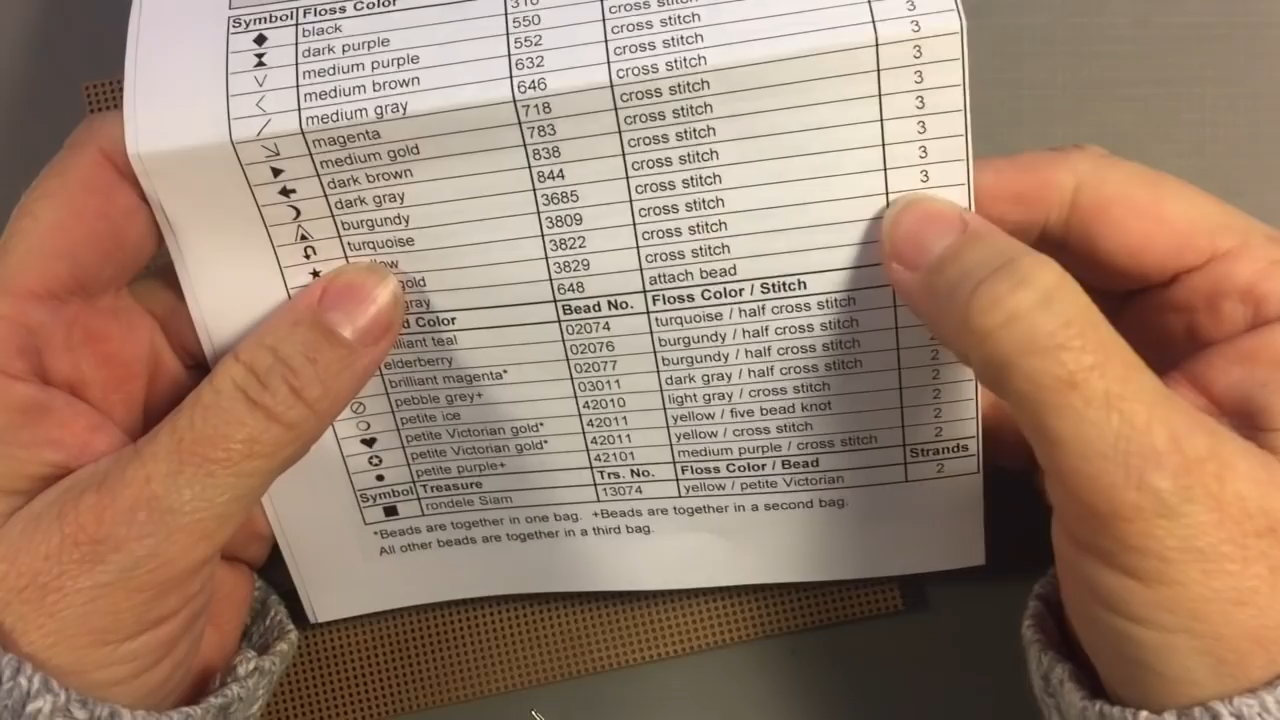 Symbol Floss Color
black 310 cross stitch
dark purple 550 cross stitch
medium purple 552 cross stitch
medium brown 632 cross stitch 3
medium gray 646 cross stitch 3
magenta 718 cross stitch 3
medium gold 783 cross stitch 3
dark brown 838 cross stitch 3
dark gray 844 cross stitch 3
burgundy 3685 cross stitch 3
turquoise 3809 cross stitch 3
3822 cross stitch
gold 3829 cross stitch
gray 648 attach bead
Color Bead No. Floss Color / Stitch
teal 02074 turquoise / half cross stitch
elderberry 02076 burgundy / half cross stitch
brilliant magenta* 02077 burgundy / half cross stitch 2
pebble grey+ 03011 dark gray / half cross stitch 2
petite ice 42010 light gray / cross stitch 2
petite Victorian gold* 42011 yellow / five bead knot 2
petite Victorian gold* 42011 yellow / cross stitch 2
petite purple+ 42101 medium purple / cross stitch 2
Symbol Treasure Trs. No. Floss Color / Bead Strands
rondele Siam 13074 yellow / petite Victorian 2
*Beads are together in one bag. +Beads are together in a second bag.
All other beads are together in a third bag.